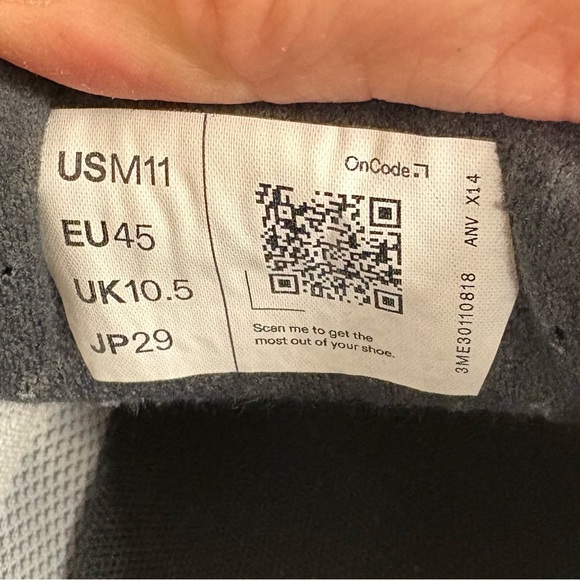 USM11
EU45
UK10.5
JP29
OnCode
Scan me to get the
most out of your shoe.
3ME30110818 ANV X14